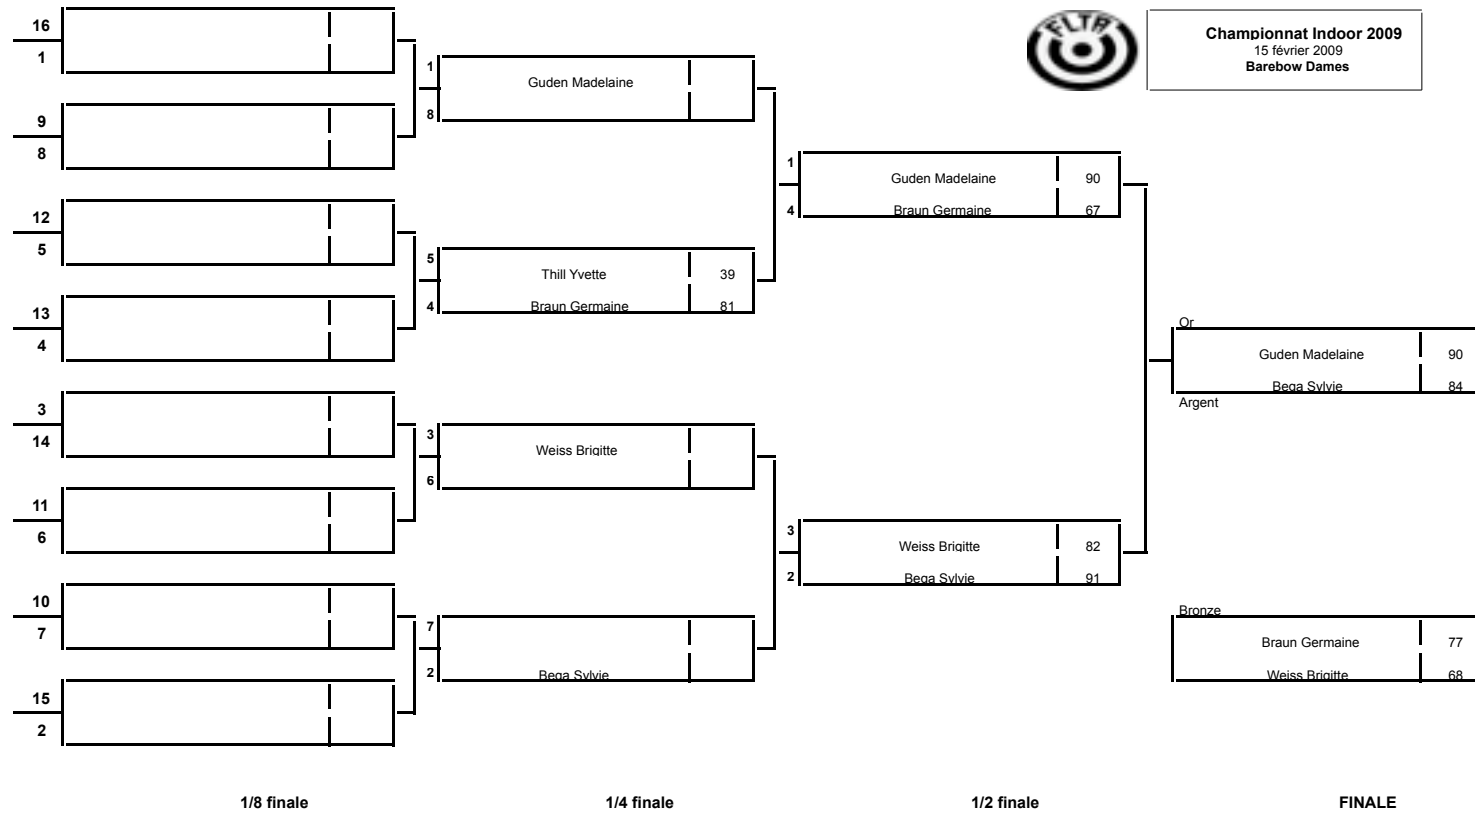 FLTA
Championnat Indoor 2009
15 février 2009
Barebow Dames
16
1
9
8
12
5
13
4
3
14
11
6
10
7
15
2
1
Guden Madelaine
8
5 Thill Yvette 39
4 Braun Germaine 81
3
Weiss Brigitte
6
7
2 Bega Sylvie
1
Guden Madelaine 90
4 Braun Germaine 67
3
Weiss Brigitte 82
2 Bega Sylvie 91
Or
Guden Madelaine 90
Bega Sylvie 84
Argent
Bronze
Braun Germaine 77
Weiss Brigitte 68
1/8 finale 1/4 finale 1/2 finale FINALE